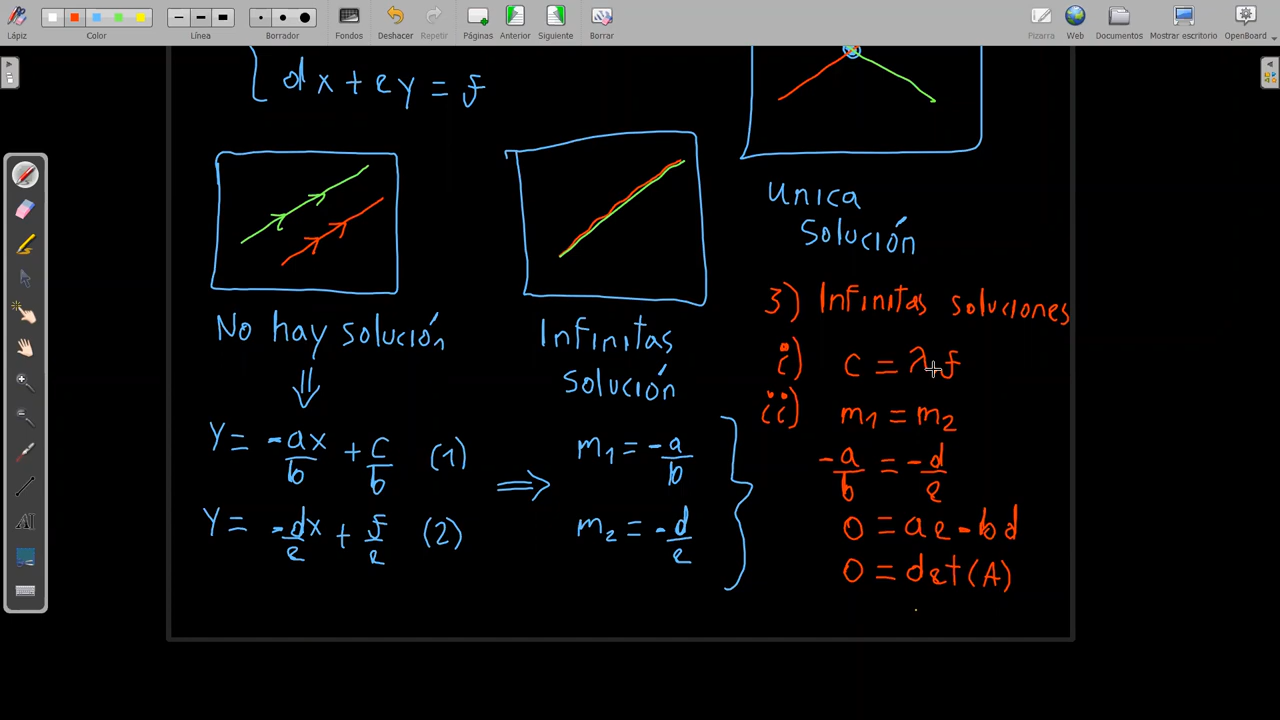 Lápiz
Color
Línea
Borrador
Fondos
Deshacer
Repetir
Páginas
Anterior
Siguiente
Borrar
Pizarra
Web
Documentos
Mostrar escritorio
OpenBoard
dx + ey = f
Unica
Solución
No hay solución
⇓
Infinitas
Solución
y = -ax/b + c/b (1)
y = -dx/e + f/e (2)
⇒
m1 = -a/b
m2 = -d/e
3) Infinitas soluciones
i) c = λf
ii) m1 = m2
-a/b = -d/e
0 = ae - bd
0 = det(A)